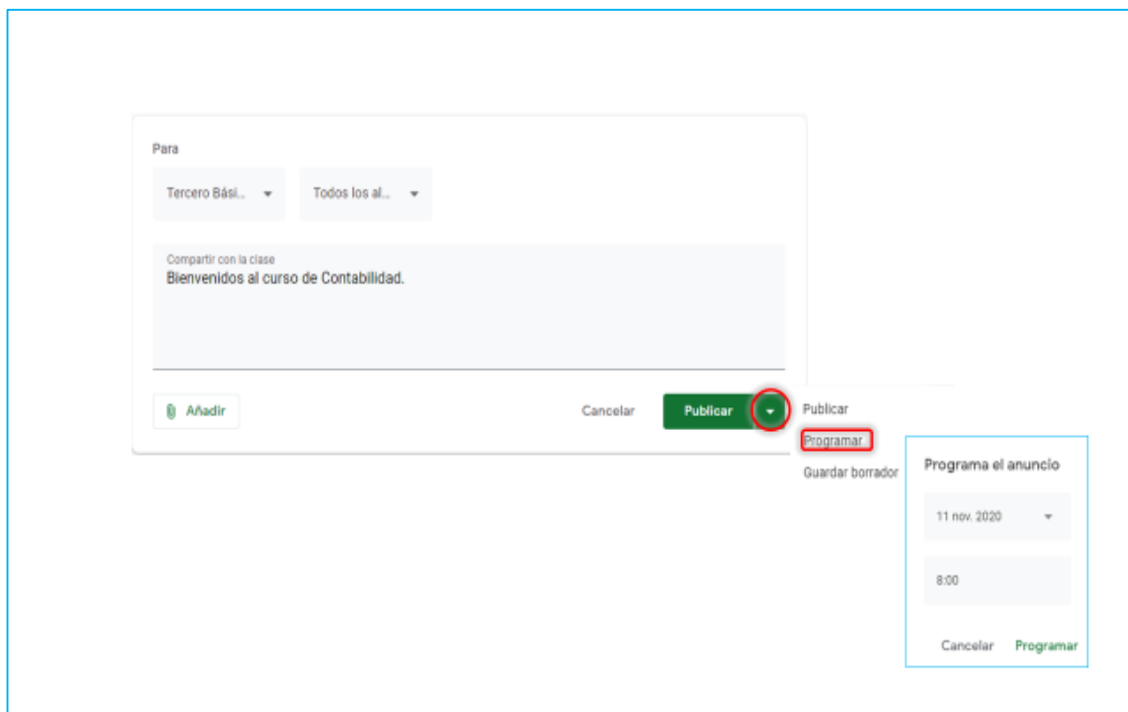 Para
Tercero Bási... Todos los al...
Compartir con la clase
Bienvenidos al curso de Contabilidad.
Añadir Cancelar Publicar
Publicar
Programar
Guardar borrador
Programa el anuncio
11 nov. 2020
8:00
Cancelar Programar